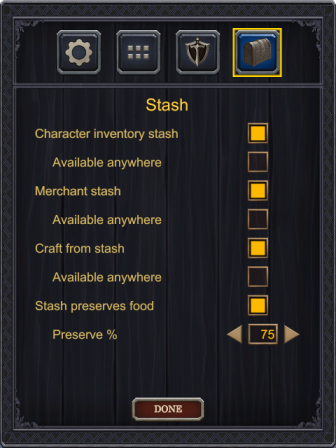 Stash
Character inventory stash
Available anywhere
Merchant stash
Available anywhere
Craft from stash
Available anywhere
Stash preserves food
Preserve % 75
DONE